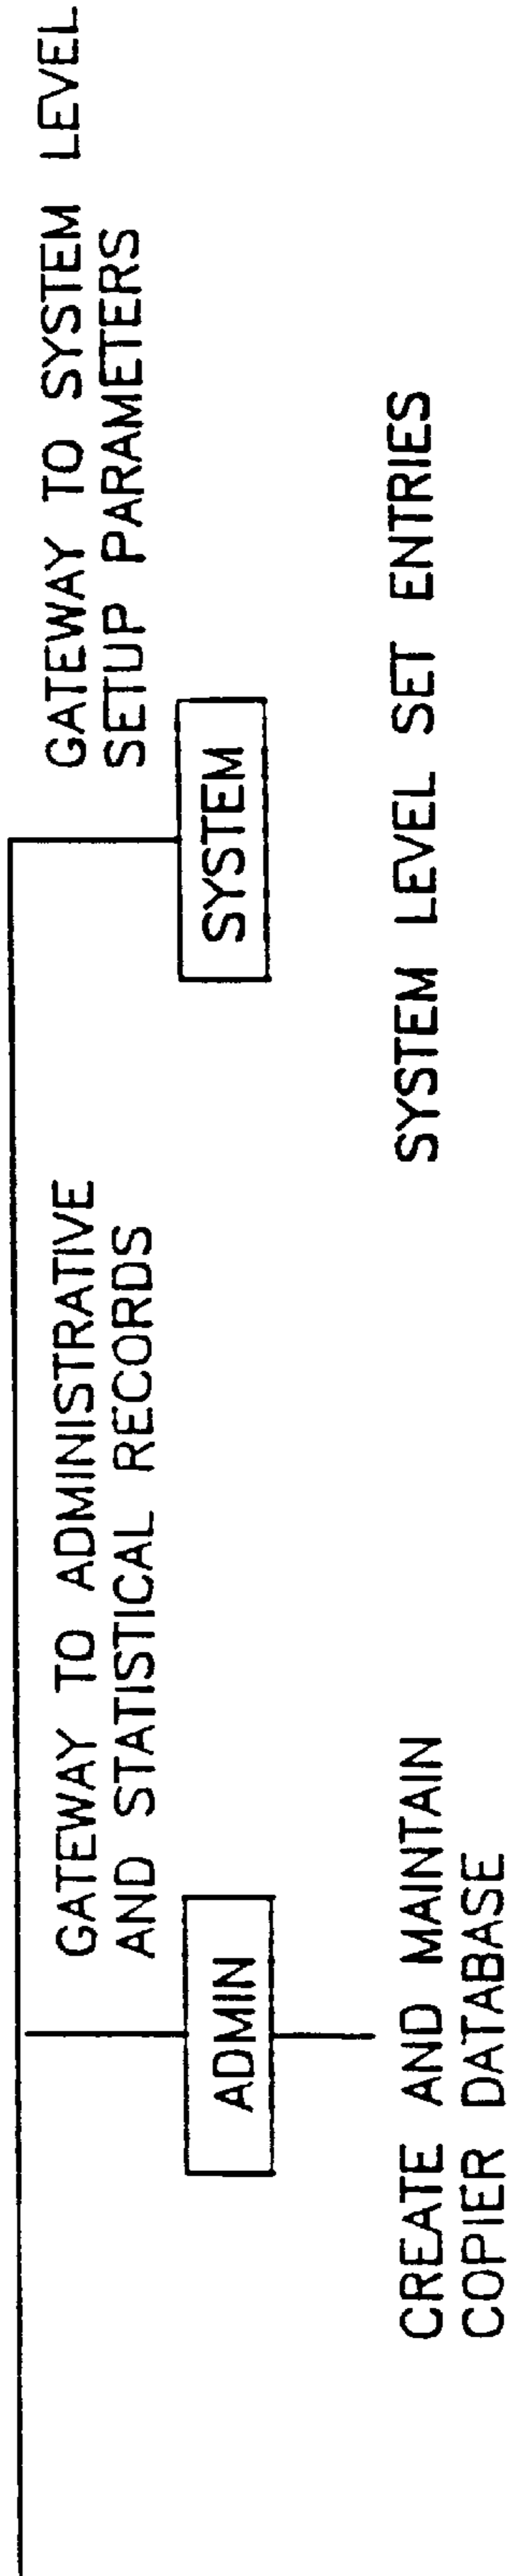 GATEWAY TO ADMINISTRATIVE
AND STATISTICAL RECORDS
GATEWAY TO SYSTEM LEVEL
SETUP PARAMETERS
ADMIN
SYSTEM
CREATE AND MAINTAIN
COPIER DATABASE
SYSTEM LEVEL SET ENTRIES